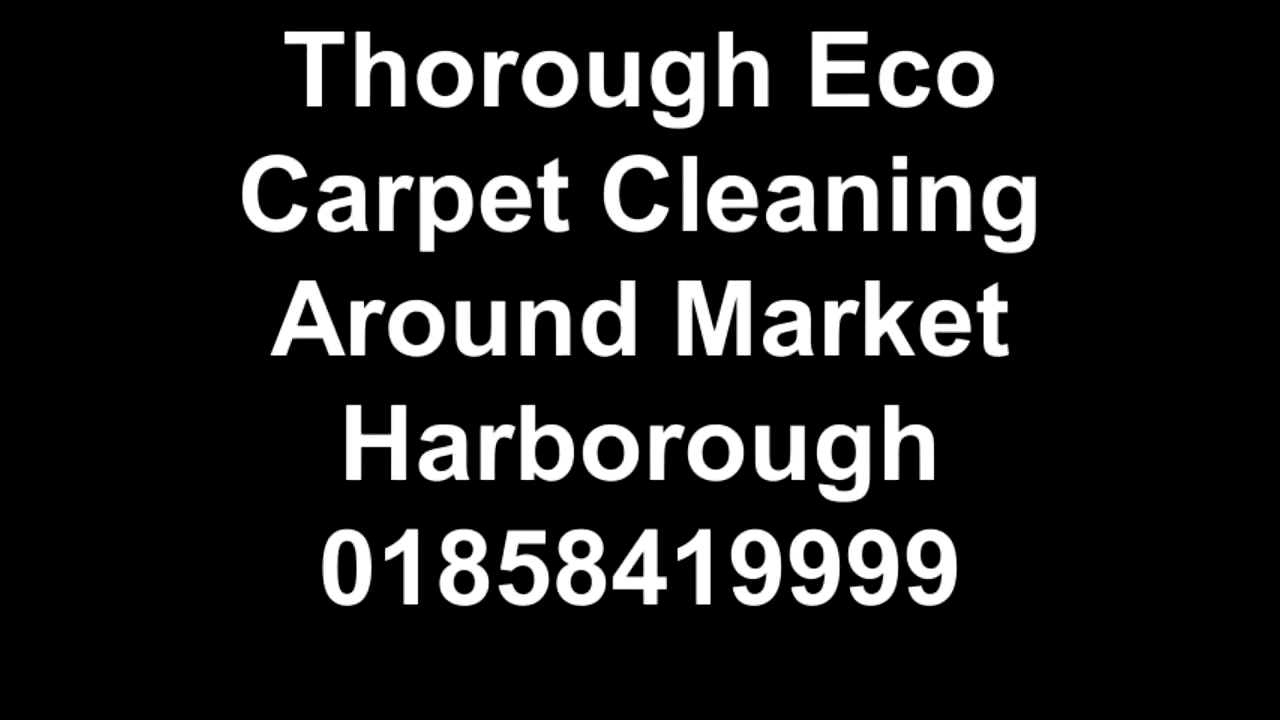 Thorough Eco
Carpet Cleaning
Around Market
Harborough
01858419999